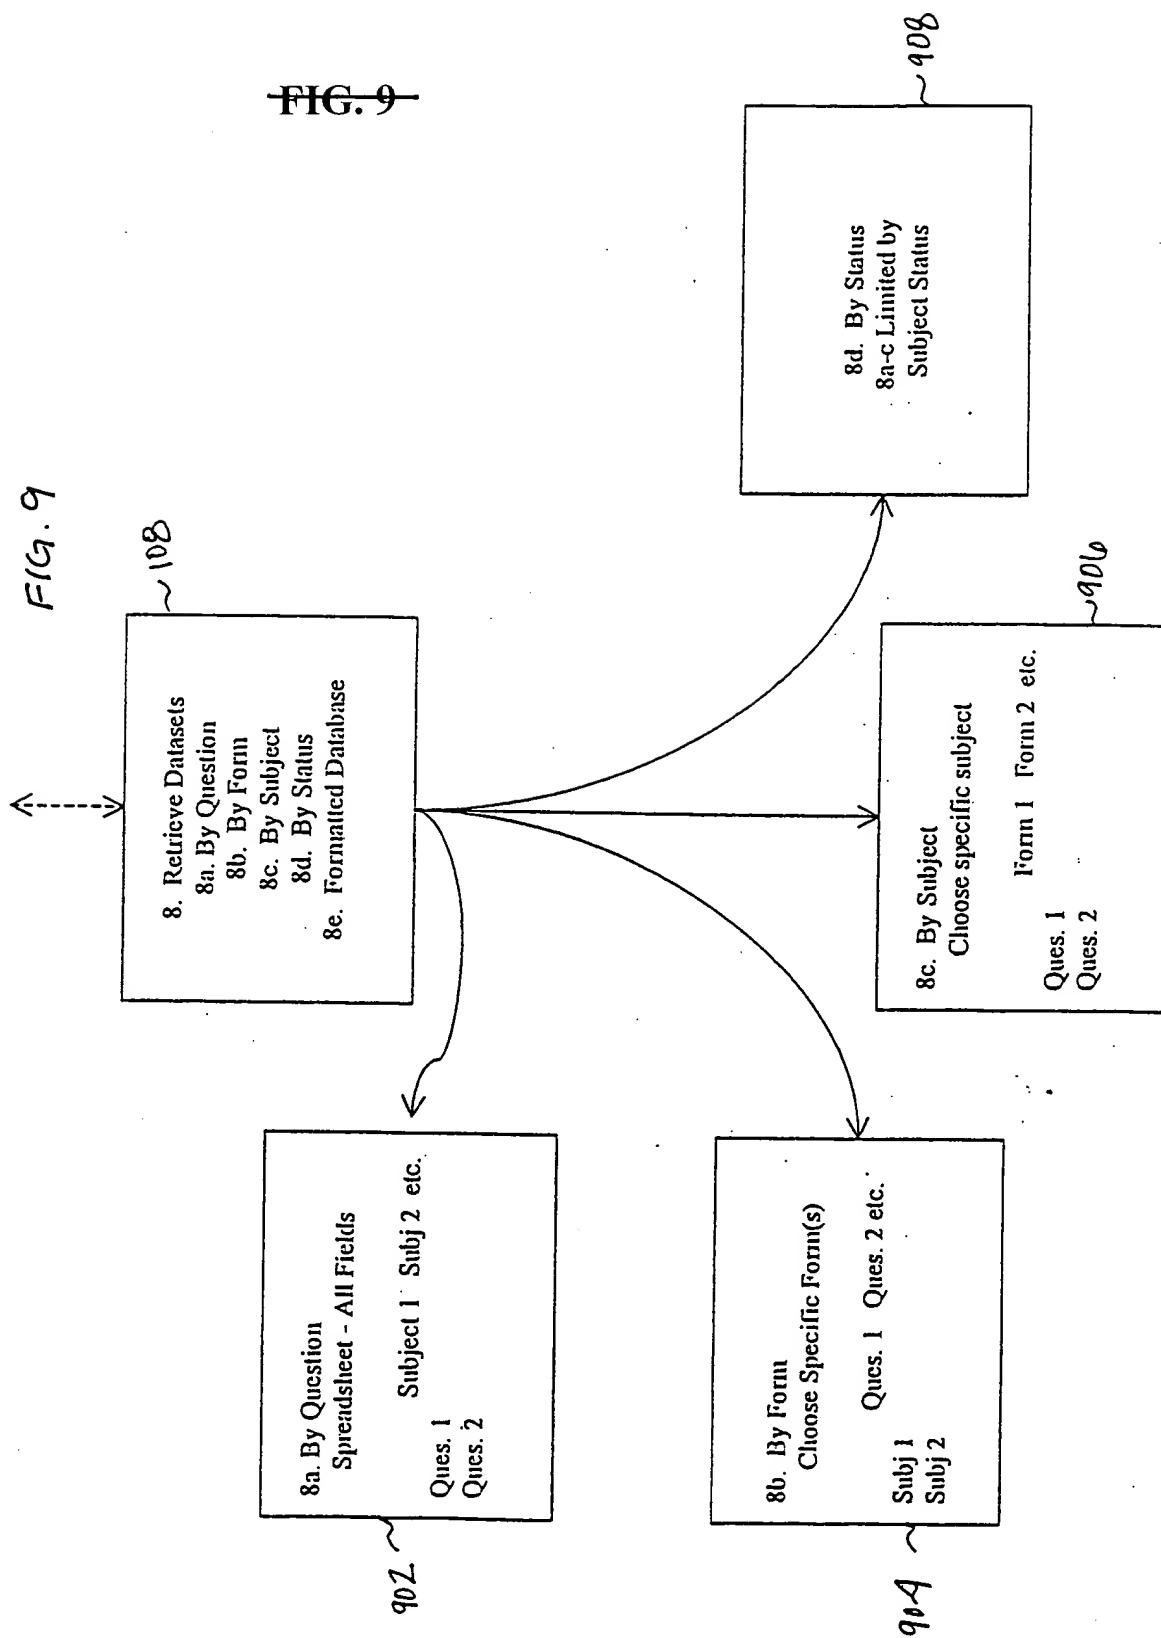 FIG. 9
FIG. 9
108
8. Retrieve Datasets
8a. By Question
8b. By Form
8c. By Subject
8d. By Status
8e. Formatted Database
902
8a. By Question
Spreadsheet - All Fields
Subject 1 Subj 2 etc.
Ques. 1
Ques. 2
904
8b. By Form
Choose Specific Form(s)
Ques. 1 Ques. 2 etc.
Subj 1
Subj 2
906
8c. By Subject
Choose specific subject
Form 1 Form 2 etc.
Ques. 1
Ques. 2
908
8d. By Status
8a-c Limited by
Subject Status